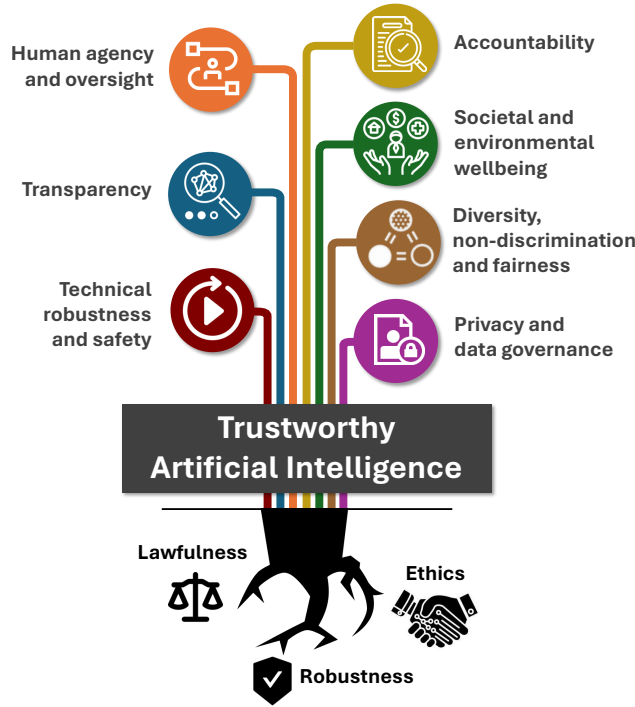 Human agency
and oversight
Transparency
Technical
robustness
and safety
Accountability
Societal and
environmental
wellbeing
Diversity,
non-discrimination
and fairness
Privacy and
data governance
Trustworthy
Artificial Intelligence
Lawfulness
Ethics
Robustness